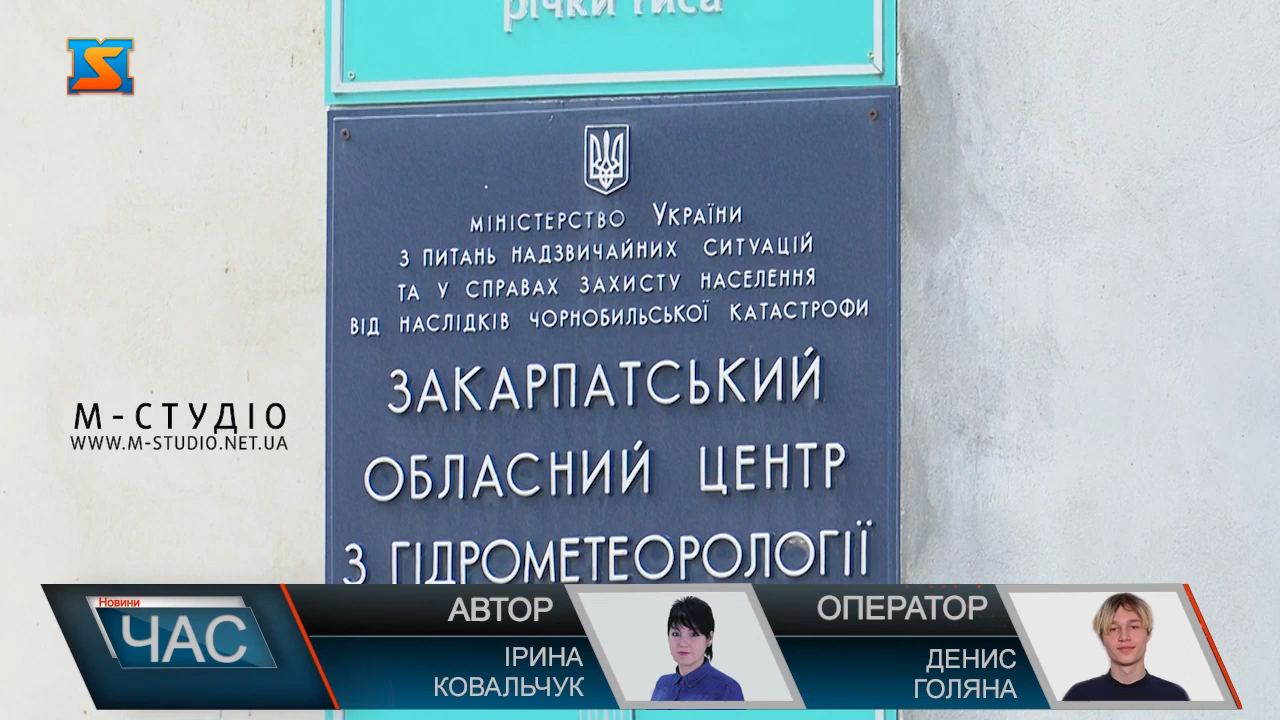 річки Тиса
МІНІСТЕРСТВО УКРАЇНИ
З ПИТАНЬ НАДЗВИЧАЙНИХ СИТУАЦІЙ
ТА У СПРАВАХ ЗАХИСТУ НАСЕЛЕННЯ
ВІД НАСЛІДКІВ ЧОРНОБИЛЬСЬКОЇ КАТАСТРОФИ
ЗАКАРПАТСЬКИЙ
ОБЛАСНИЙ ЦЕНТР
З ГІДРОМЕТЕОРОЛОГІЇ
М-СТУДІО
WWW.M-STUDIO.NET.UA
Новини
ЧАС
АВТОР
ІРИНА
КОВАЛЬЧУК
ОПЕРАТОР
ДЕНИС
ГОЛЯНА